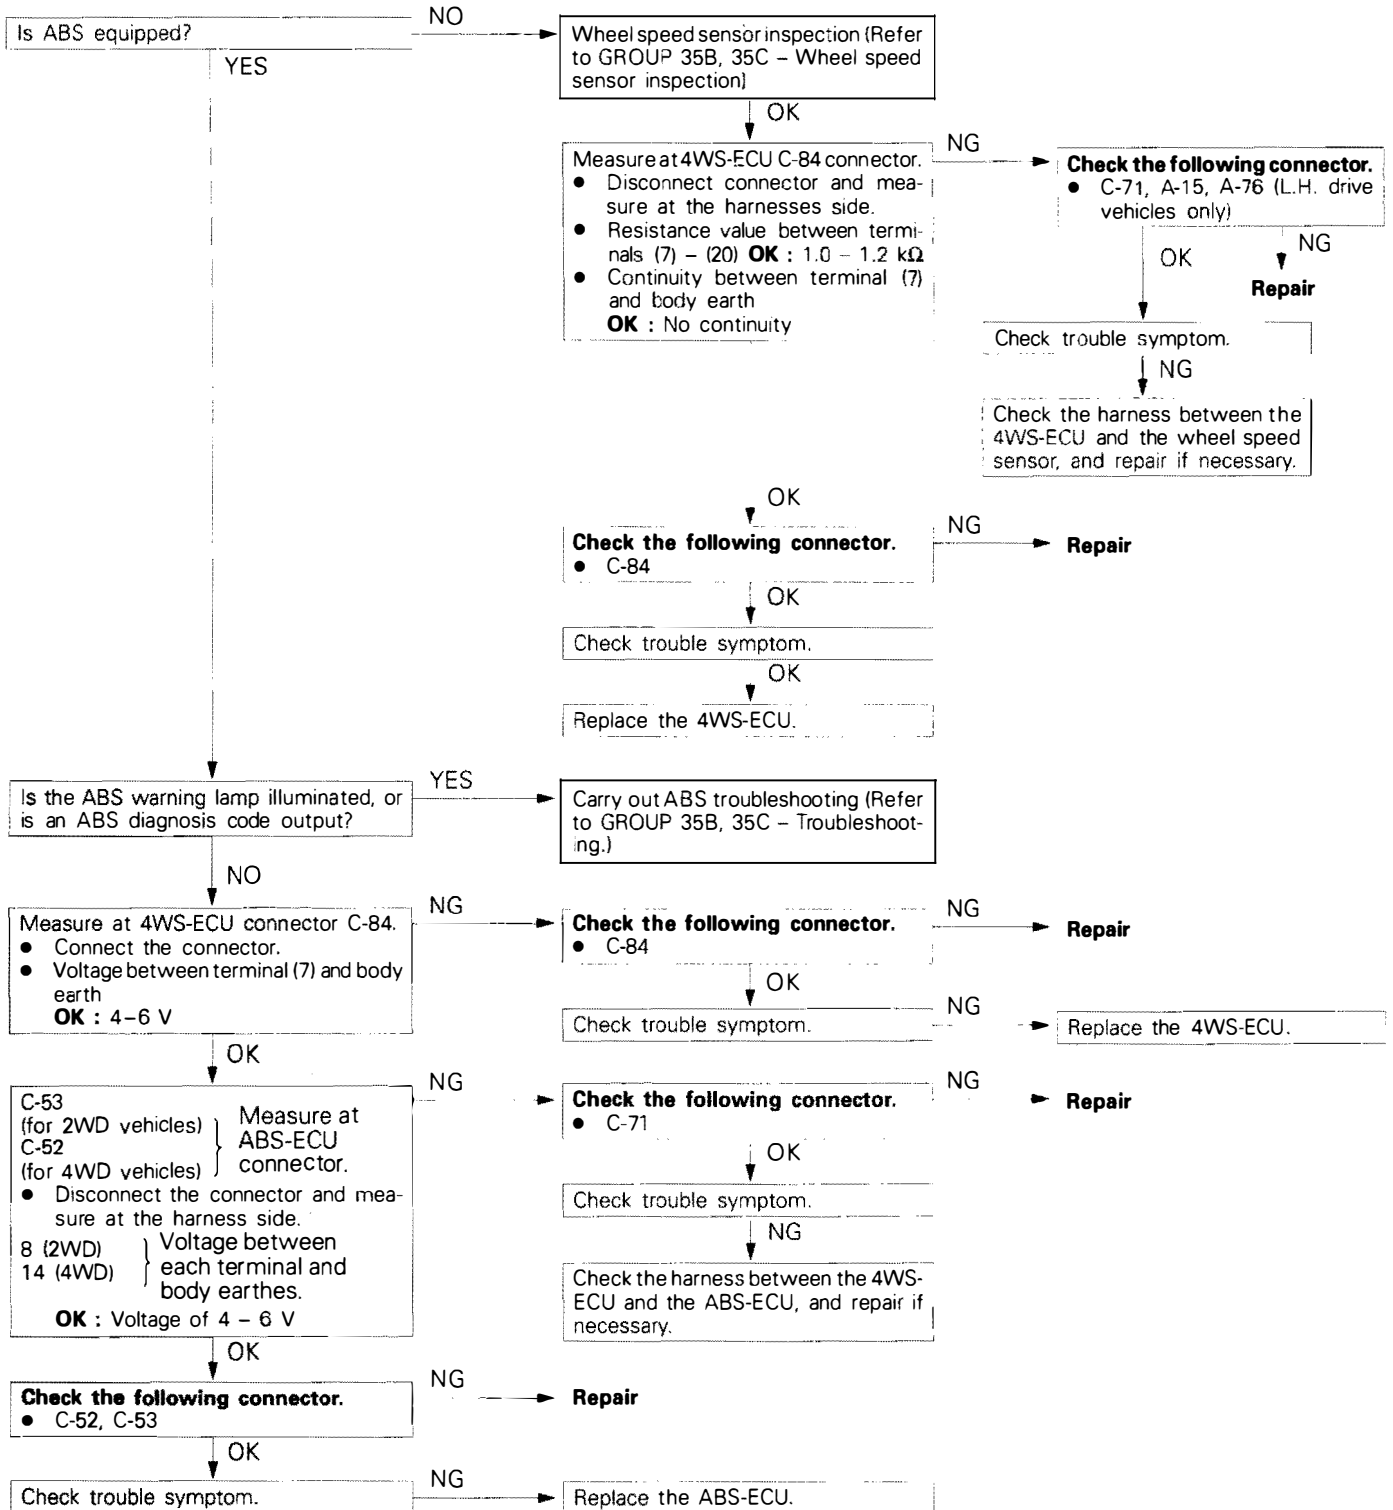 Is ABS equipped?
NO
YES
Wheel speed sensor inspection (Refer
to GROUP 35B, 35C – Wheel speed
sensor inspection)
OK
Measure at 4WS-ECU C-84 connector.
● Disconnect connector and mea-
sure at the harnesses side.
● Resistance value between termi-
nals (7) – (20) OK : 1.0 – 1.2 kΩ
● Continuity between terminal (7)
and body earth
OK : No continuity
NG
Check the following connector.
● C-71, A-15, A-76 (L.H. drive
vehicles only)
OK
NG
Repair
Check trouble symptom.
NG
Check the harness between the
4WS-ECU and the wheel speed
sensor, and repair if necessary.
OK
Check the following connector.
● C-84
NG
Repair
OK
Check trouble symptom.
OK
Replace the 4WS-ECU.
Is the ABS warning lamp illuminated, or
is an ABS diagnosis code output?
YES
Carry out ABS troubleshooting (Refer
to GROUP 35B, 35C – Troubleshoot-
ing.)
NO
Measure at 4WS-ECU connector C-84.
● Connect the connector.
● Voltage between terminal (7) and body
earth
OK : 4–6 V
NG
Check the following connector.
● C-84
NG
Repair
OK
Check trouble symptom.
NG
Replace the 4WS-ECU.
OK
C-53
(for 2WD vehicles)
C-52
(for 4WD vehicles)
Measure at
ABS-ECU
connector.
● Disconnect the connector and mea-
sure at the harness side.
8 (2WD)
14 (4WD)
Voltage between
each terminal and
body earthes.
OK : Voltage of 4 – 6 V
NG
Check the following connector.
● C-71
NG
Repair
OK
Check trouble symptom.
NG
Check the harness between the 4WS-
ECU and the ABS-ECU, and repair if
necessary.
OK
Check the following connector.
● C-52, C-53
NG
Repair
OK
Check trouble symptom.
NG
Replace the ABS-ECU.